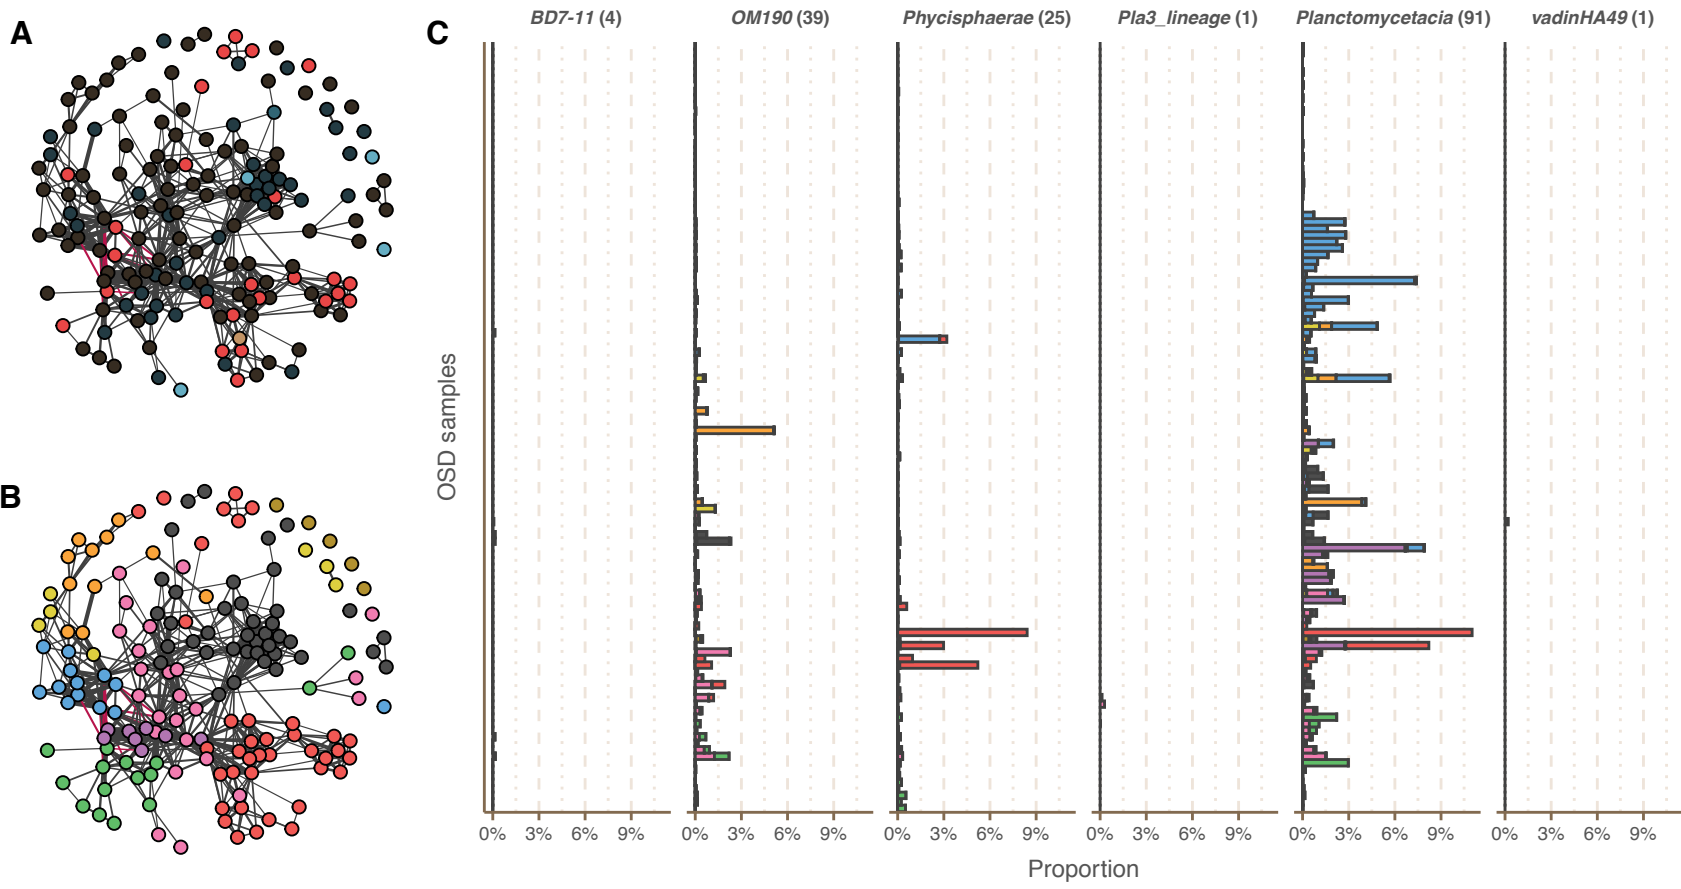 A
B
C
BD7-11 (4)
OM190 (39)
Phycisphaerae (25)
Pla3_lineage (1)
Planctomycetacia (91)
vadinHA49 (1)
OSD samples
0% 3% 6% 9%
0% 3% 6% 9%
0% 3% 6% 9%
0% 3% 6% 9%
0% 3% 6% 9%
0% 3% 6% 9%
Proportion